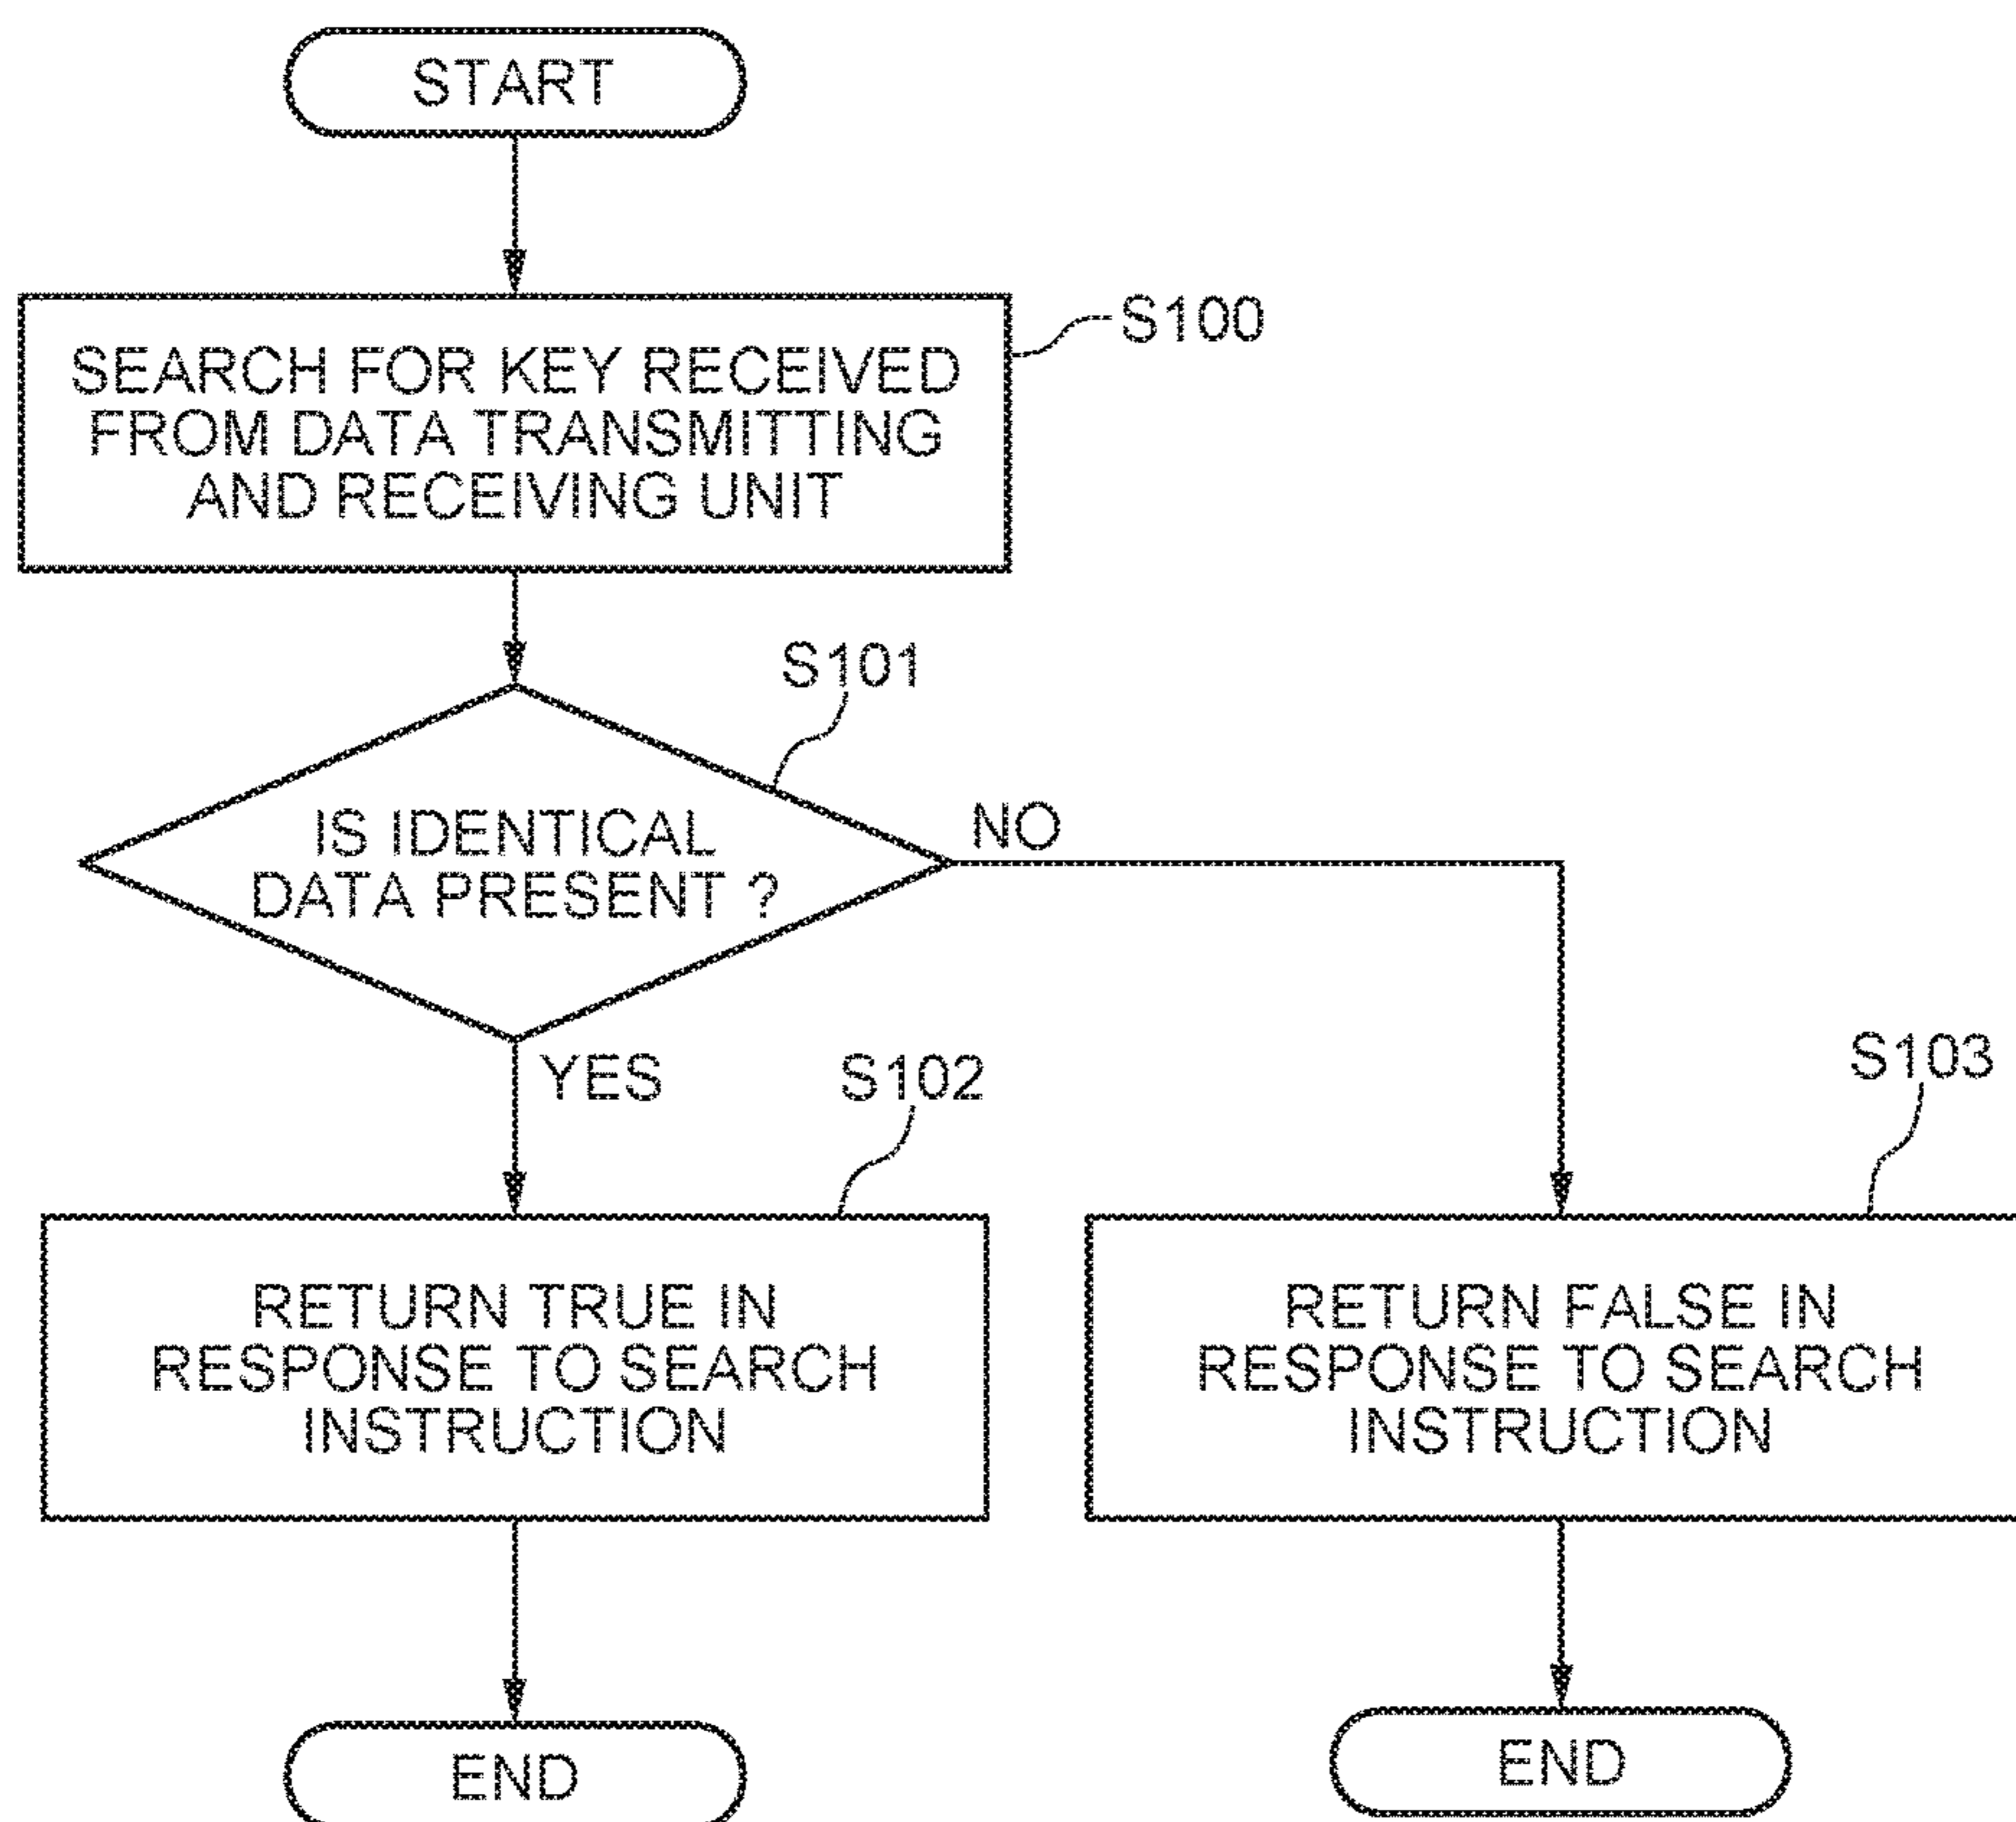 START
S100
SEARCH FOR KEY RECEIVED
FROM DATA TRANSMITTING
AND RECEIVING UNIT
S101
IS IDENTICAL
DATA PRESENT ?
NO
YES
S102
S103
RETURN TRUE IN
RESPONSE TO SEARCH
INSTRUCTION
RETURN FALSE IN
RESPONSE TO SEARCH
INSTRUCTION
END
END